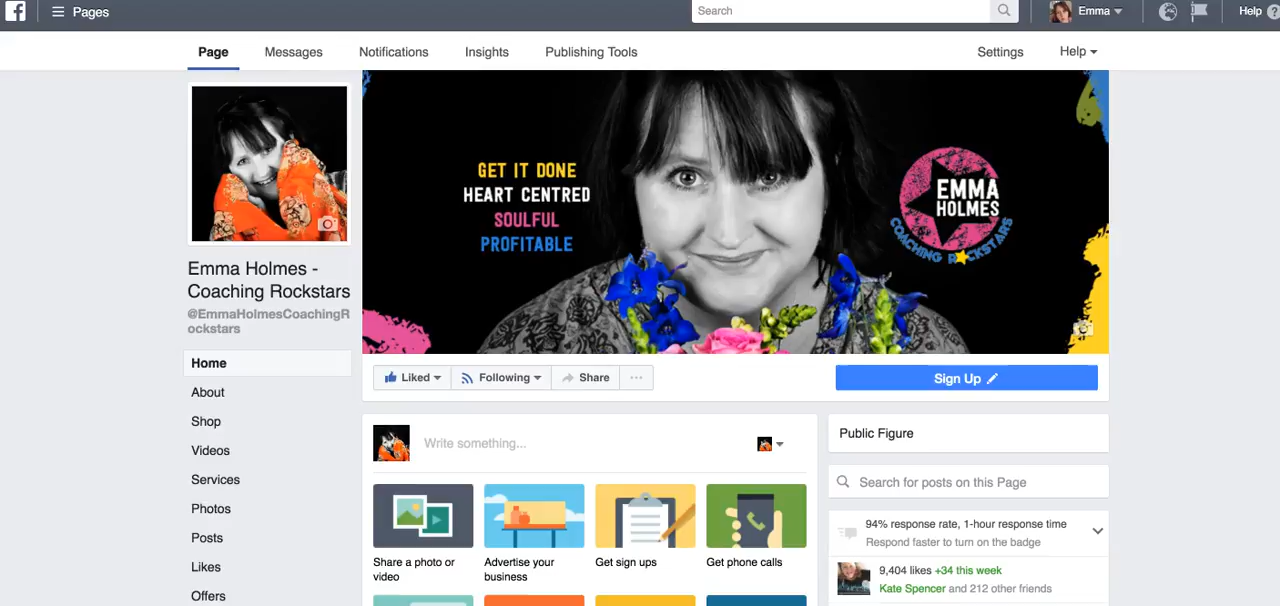 Pages
Search
Emma
Help
Page
Messages
Notifications
Insights
Publishing Tools
Settings
Help
GET IT DONE
HEART CENTRED
SOULFUL
PROFITABLE
EMMA
HOLMES
COACHING ROCKSTARS
Emma Holmes -
Coaching Rockstars
@EmmaHolmesCoachingR
ockstars
Home
About
Shop
Videos
Services
Photos
Posts
Likes
Offers
Liked
Following
Share
Sign Up
Write something...
Share a photo or
video
Advertise your
business
Get sign ups
Get phone calls
Public Figure
Search for posts on this Page
94% response rate, 1-hour response time
Respond faster to turn on the badge
9,404 likes +34 this week
Kate Spencer and 212 other friends